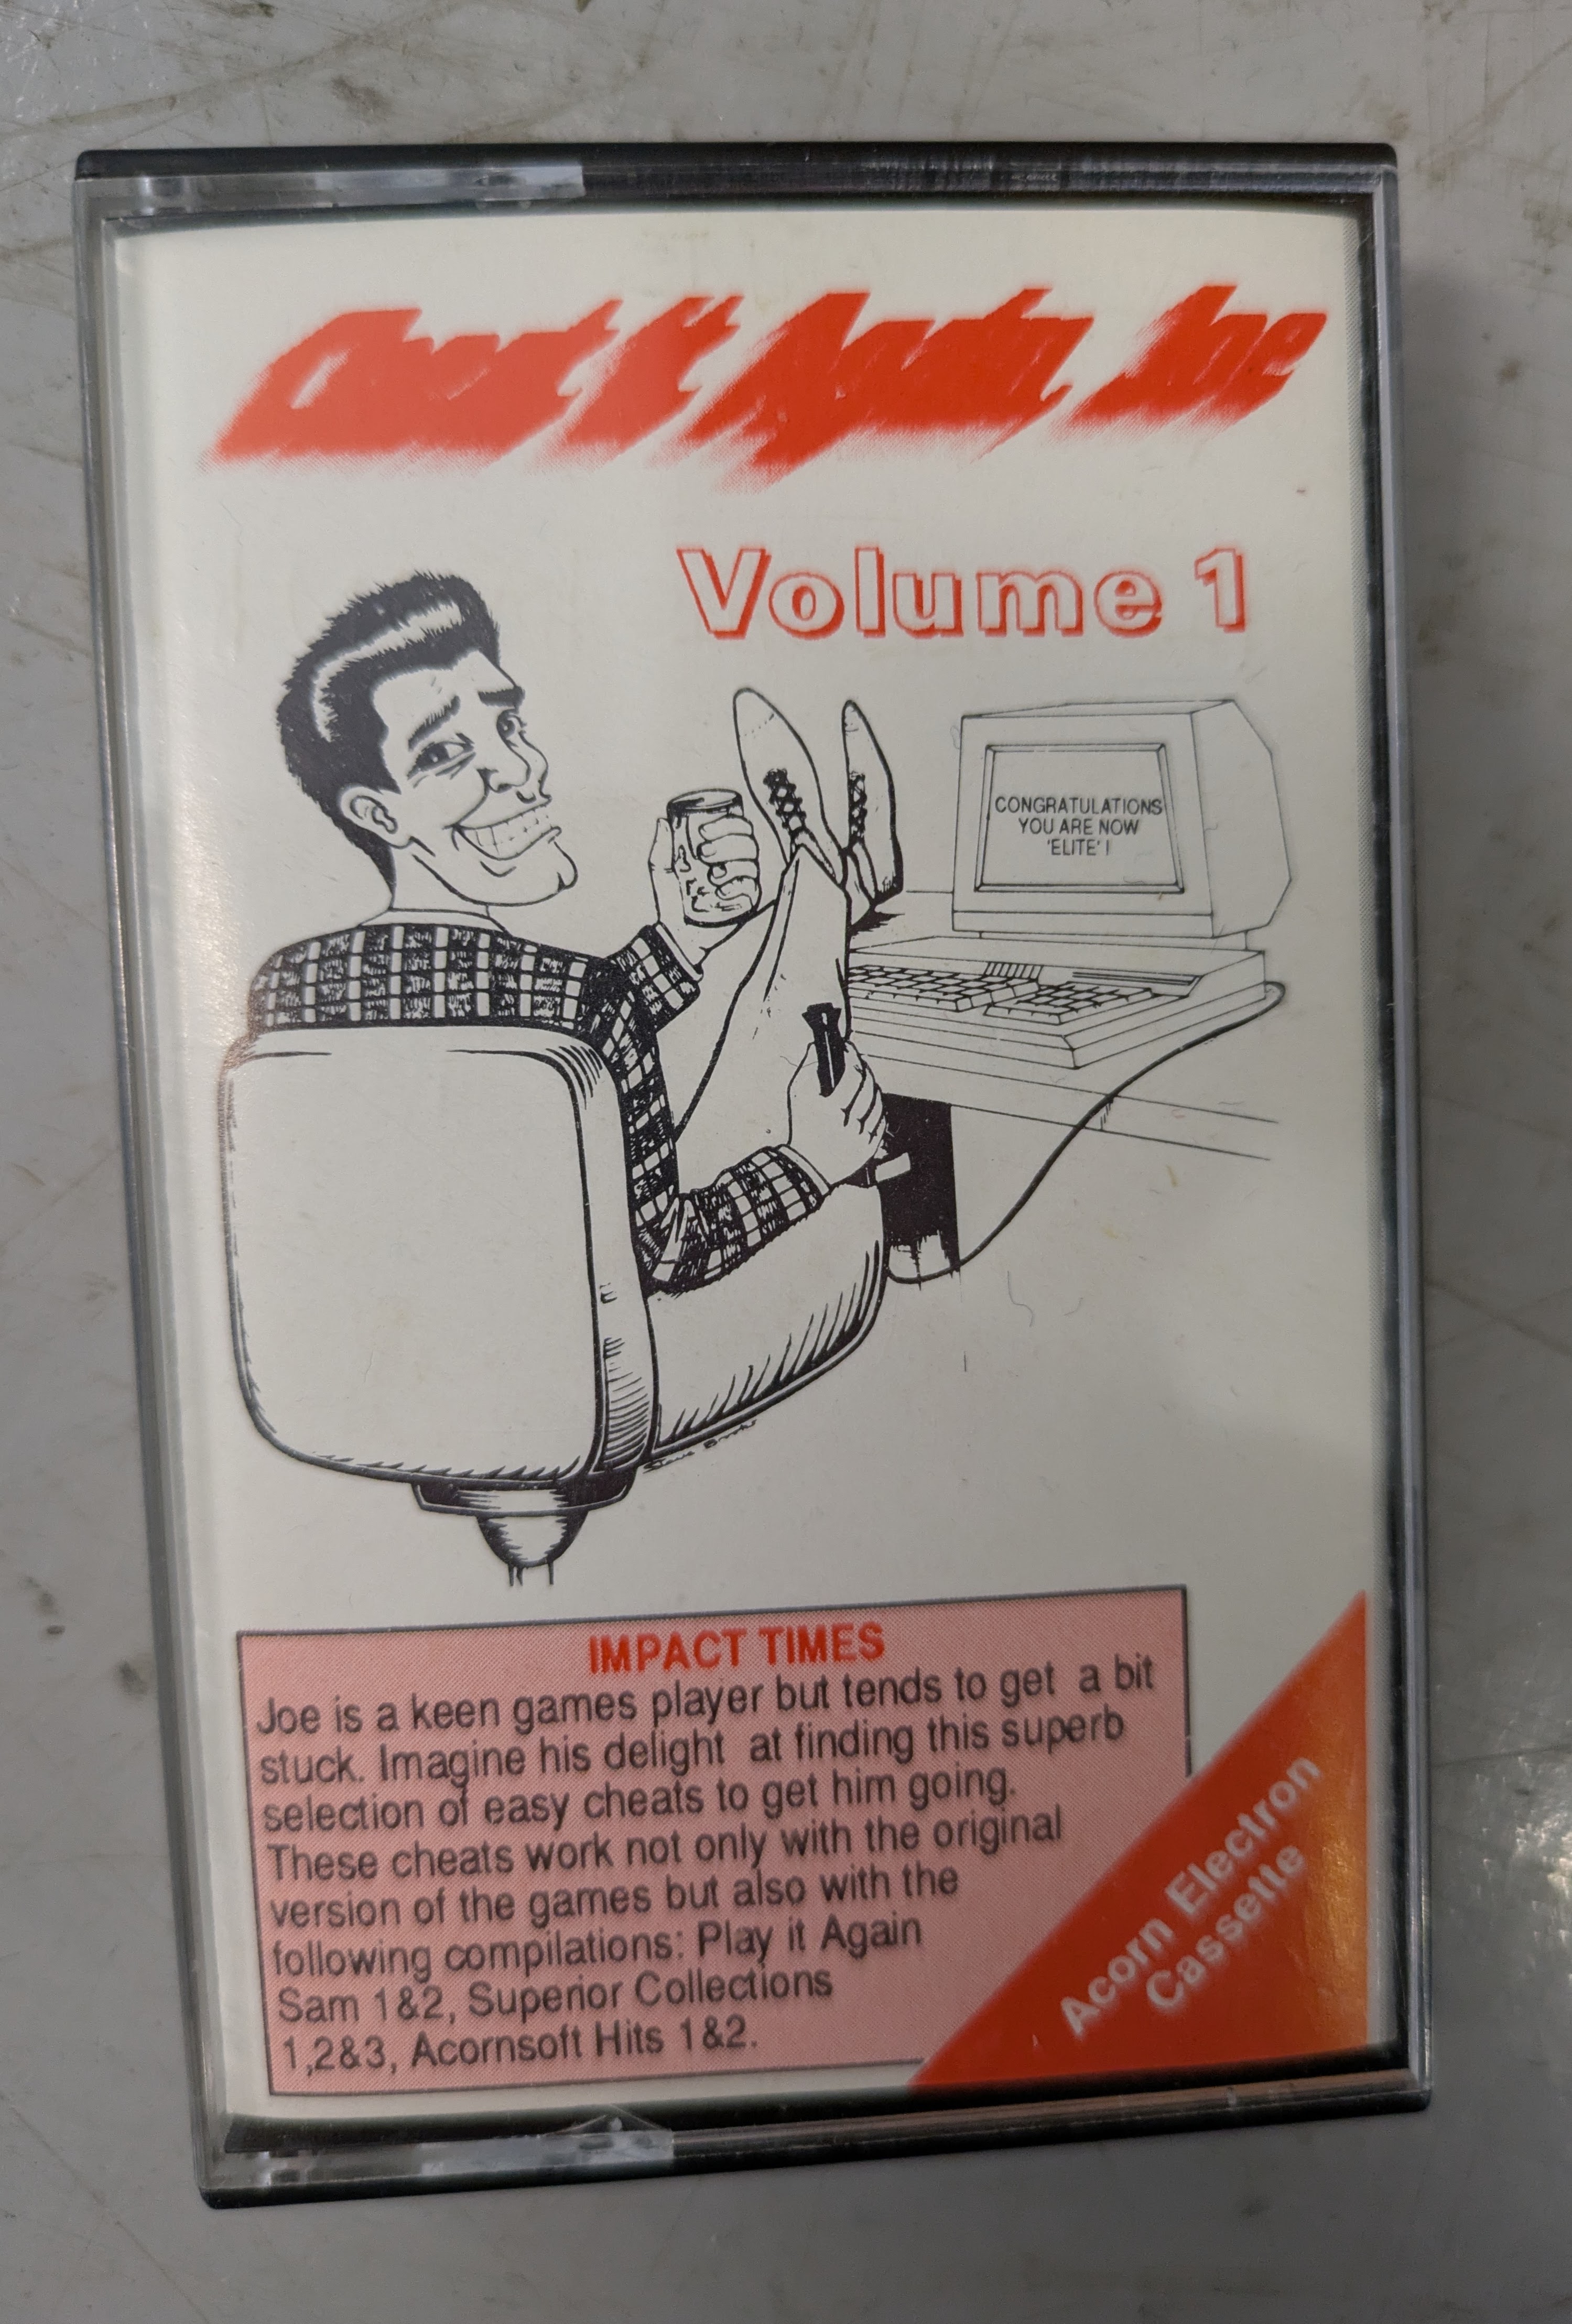 Cheat It Again Joe
Volume 1
CONGRATULATIONS
YOU ARE NOW
'ELITE' !
IMPACT TIMES
Joe is a keen games player but tends to get a bit
stuck. Imagine his delight at finding this superb
selection of easy cheats to get him going.
These cheats work not only with the original
version of the games but also with the
following compilations: Play it Again
Sam 1&2, Superior Collections
1,2&3, Acornsoft Hits 1&2.
Acorn Electron
Cassette